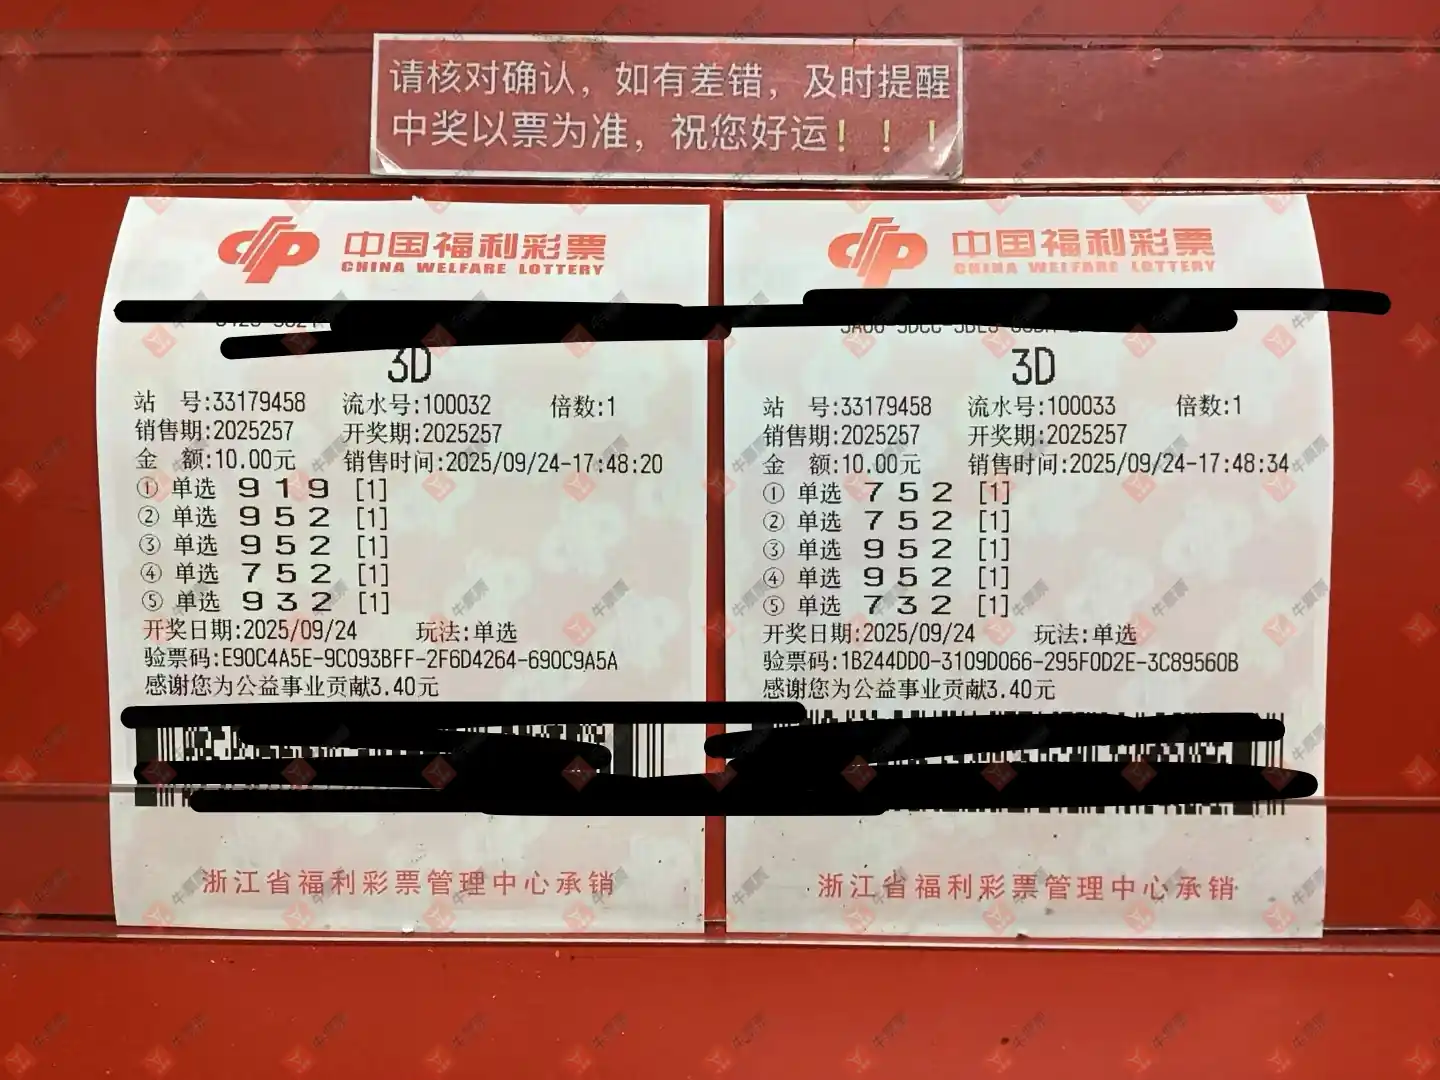 请核对确认，如有差错，及时提醒
中奖以票为准，祝您好运！！！
中国福利彩票
CHINA WELFARE LOTTERY
3D
站 号:33179458 流水号:100032 倍数:1
销售期:2025257 开奖期:2025257
金 额:10.00元 销售时间:2025/09/24-17:48:20
① 单选 9 1 9 [1]
② 单选 9 5 2 [1]
③ 单选 9 5 2 [1]
④ 单选 7 5 2 [1]
⑤ 单选 9 3 2 [1]
开奖日期:2025/09/24 玩法:单选
验票码:E90C4A5E-9C093BFF-2F6D4264-690C9A5A
感谢您为公益事业贡献3.40元
浙江省福利彩票管理中心承销
中国福利彩票
CHINA WELFARE LOTTERY
3D
站 号:33179458 流水号:100033 倍数:1
销售期:2025257 开奖期:2025257
金 额:10.00元 销售时间:2025/09/24-17:48:34
① 单选 7 5 2 [1]
② 单选 7 5 2 [1]
③ 单选 9 5 2 [1]
④ 单选 9 5 2 [1]
⑤ 单选 7 3 2 [1]
开奖日期:2025/09/24 玩法:单选
验票码:1B244DD0-3109D066-295F0D2E-3C89560B
感谢您为公益事业贡献3.40元
浙江省福利彩票管理中心承销